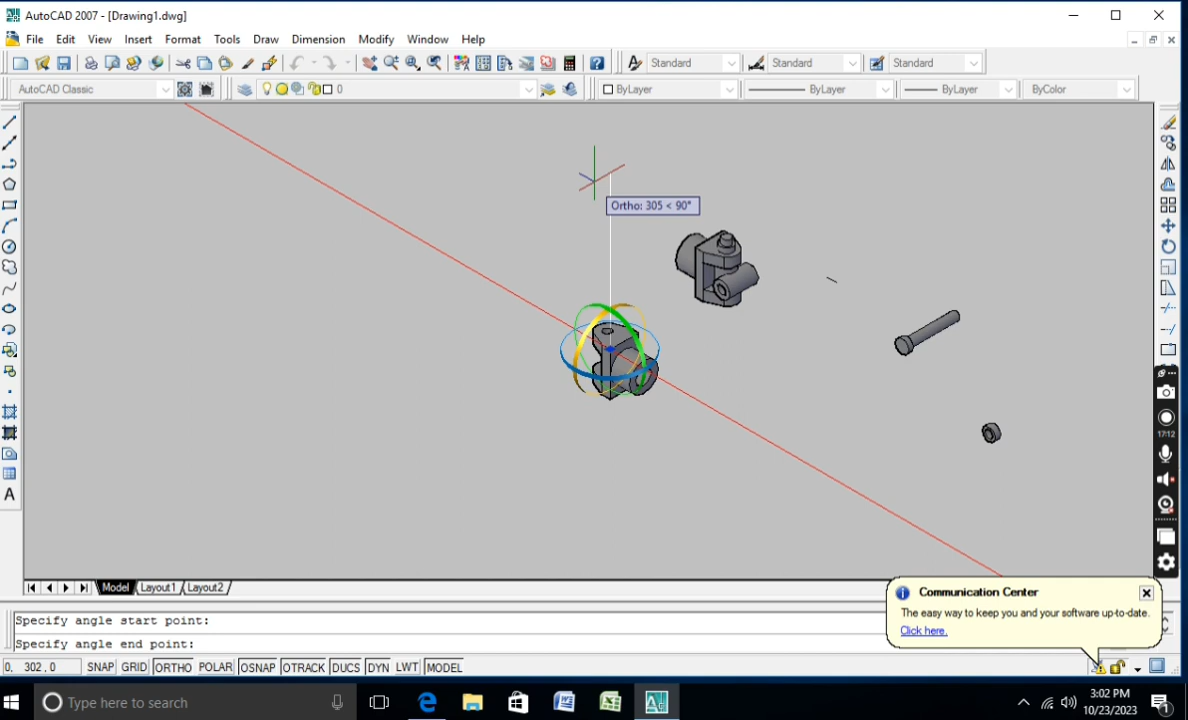 AutoCAD 2007 - [Drawing1.dwg]
File Edit View Insert Format Tools Draw Dimension Modify Window Help
Standard Standard Standard
AutoCAD Classic 0 ByLayer ByLayer ByLayer ByColor
Ortho: 305 < 90°
17:12
A
Model Layout1 Layout2
Communication Center
The easy way to keep you and your software up-to-date.
Click here.
Specify angle start point:
Specify angle end point:
0, 302, 0 SNAP GRID ORTHO POLAR OSNAP OTRACK DUCS DYN LWT MODEL
Type here to search
3:02 PM
10/23/2023
1